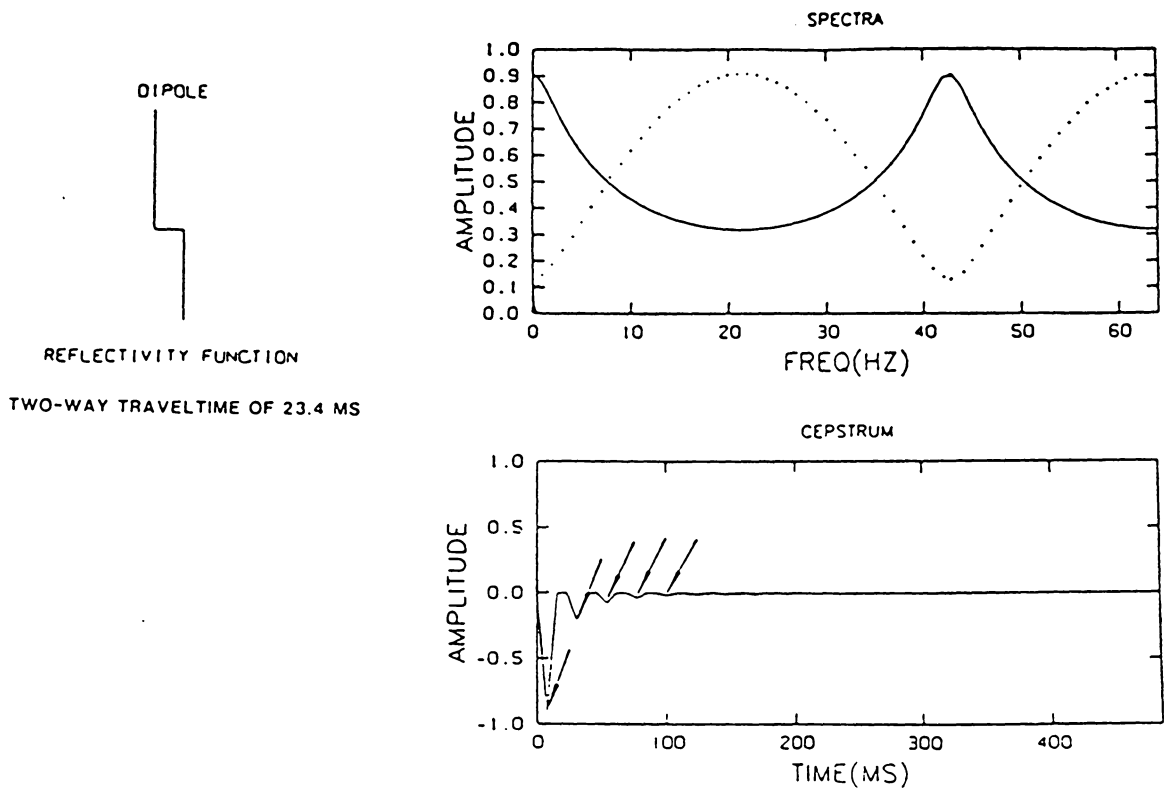 DIPOLE
REFLECTIVITY FUNCTION
TWO-WAY TRAVELTIME OF 23.4 MS
SPECTRA
AMPLITUDE
1.0
0.9
0.8
0.7
0.6
0.5
0.4
0.3
0.2
0.1
0.0
0 10 20 30 40 50 60
FREQ(HZ)
CEPSTRUM
AMPLITUDE
1.0
0.5
0.0
-0.5
-1.0
0 100 200 300 400
TIME(MS)